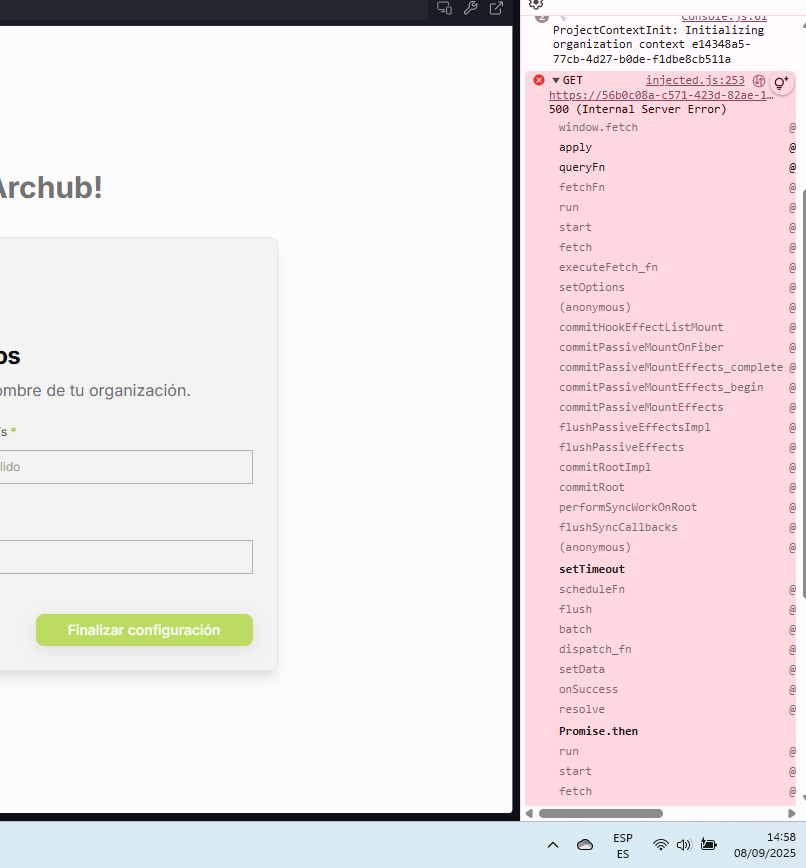 Archub!
os
ombre de tu organización.
/s *
lido
Finalizar configuración
2
console.js:61
ProjectContextInit: Initializing
organization context e14348a5-
77cb-4d27-b0de-f1dbe8cb511a
GET
injected.js:253
https://56b0c08a-c571-423d-82ae-1…
500 (Internal Server Error)
window.fetch @
apply @
queryFn @
fetchFn @
run @
start @
fetch @
executeFetch_fn @
setOptions @
(anonymous) @
commitHookEffectListMount @
commitPassiveMountOnFiber @
commitPassiveMountEffects_complete @
commitPassiveMountEffects_begin @
commitPassiveMountEffects @
flushPassiveEffectsImpl @
flushPassiveEffects @
commitRootImpl @
commitRoot @
performSyncWorkOnRoot @
flushSyncCallbacks @
(anonymous) @
setTimeout
scheduleFn @
flush @
batch @
dispatch_fn @
setData @
onSuccess @
resolve @
Promise.then
run @
start @
fetch @
ESP
ES
14:58
08/09/2025